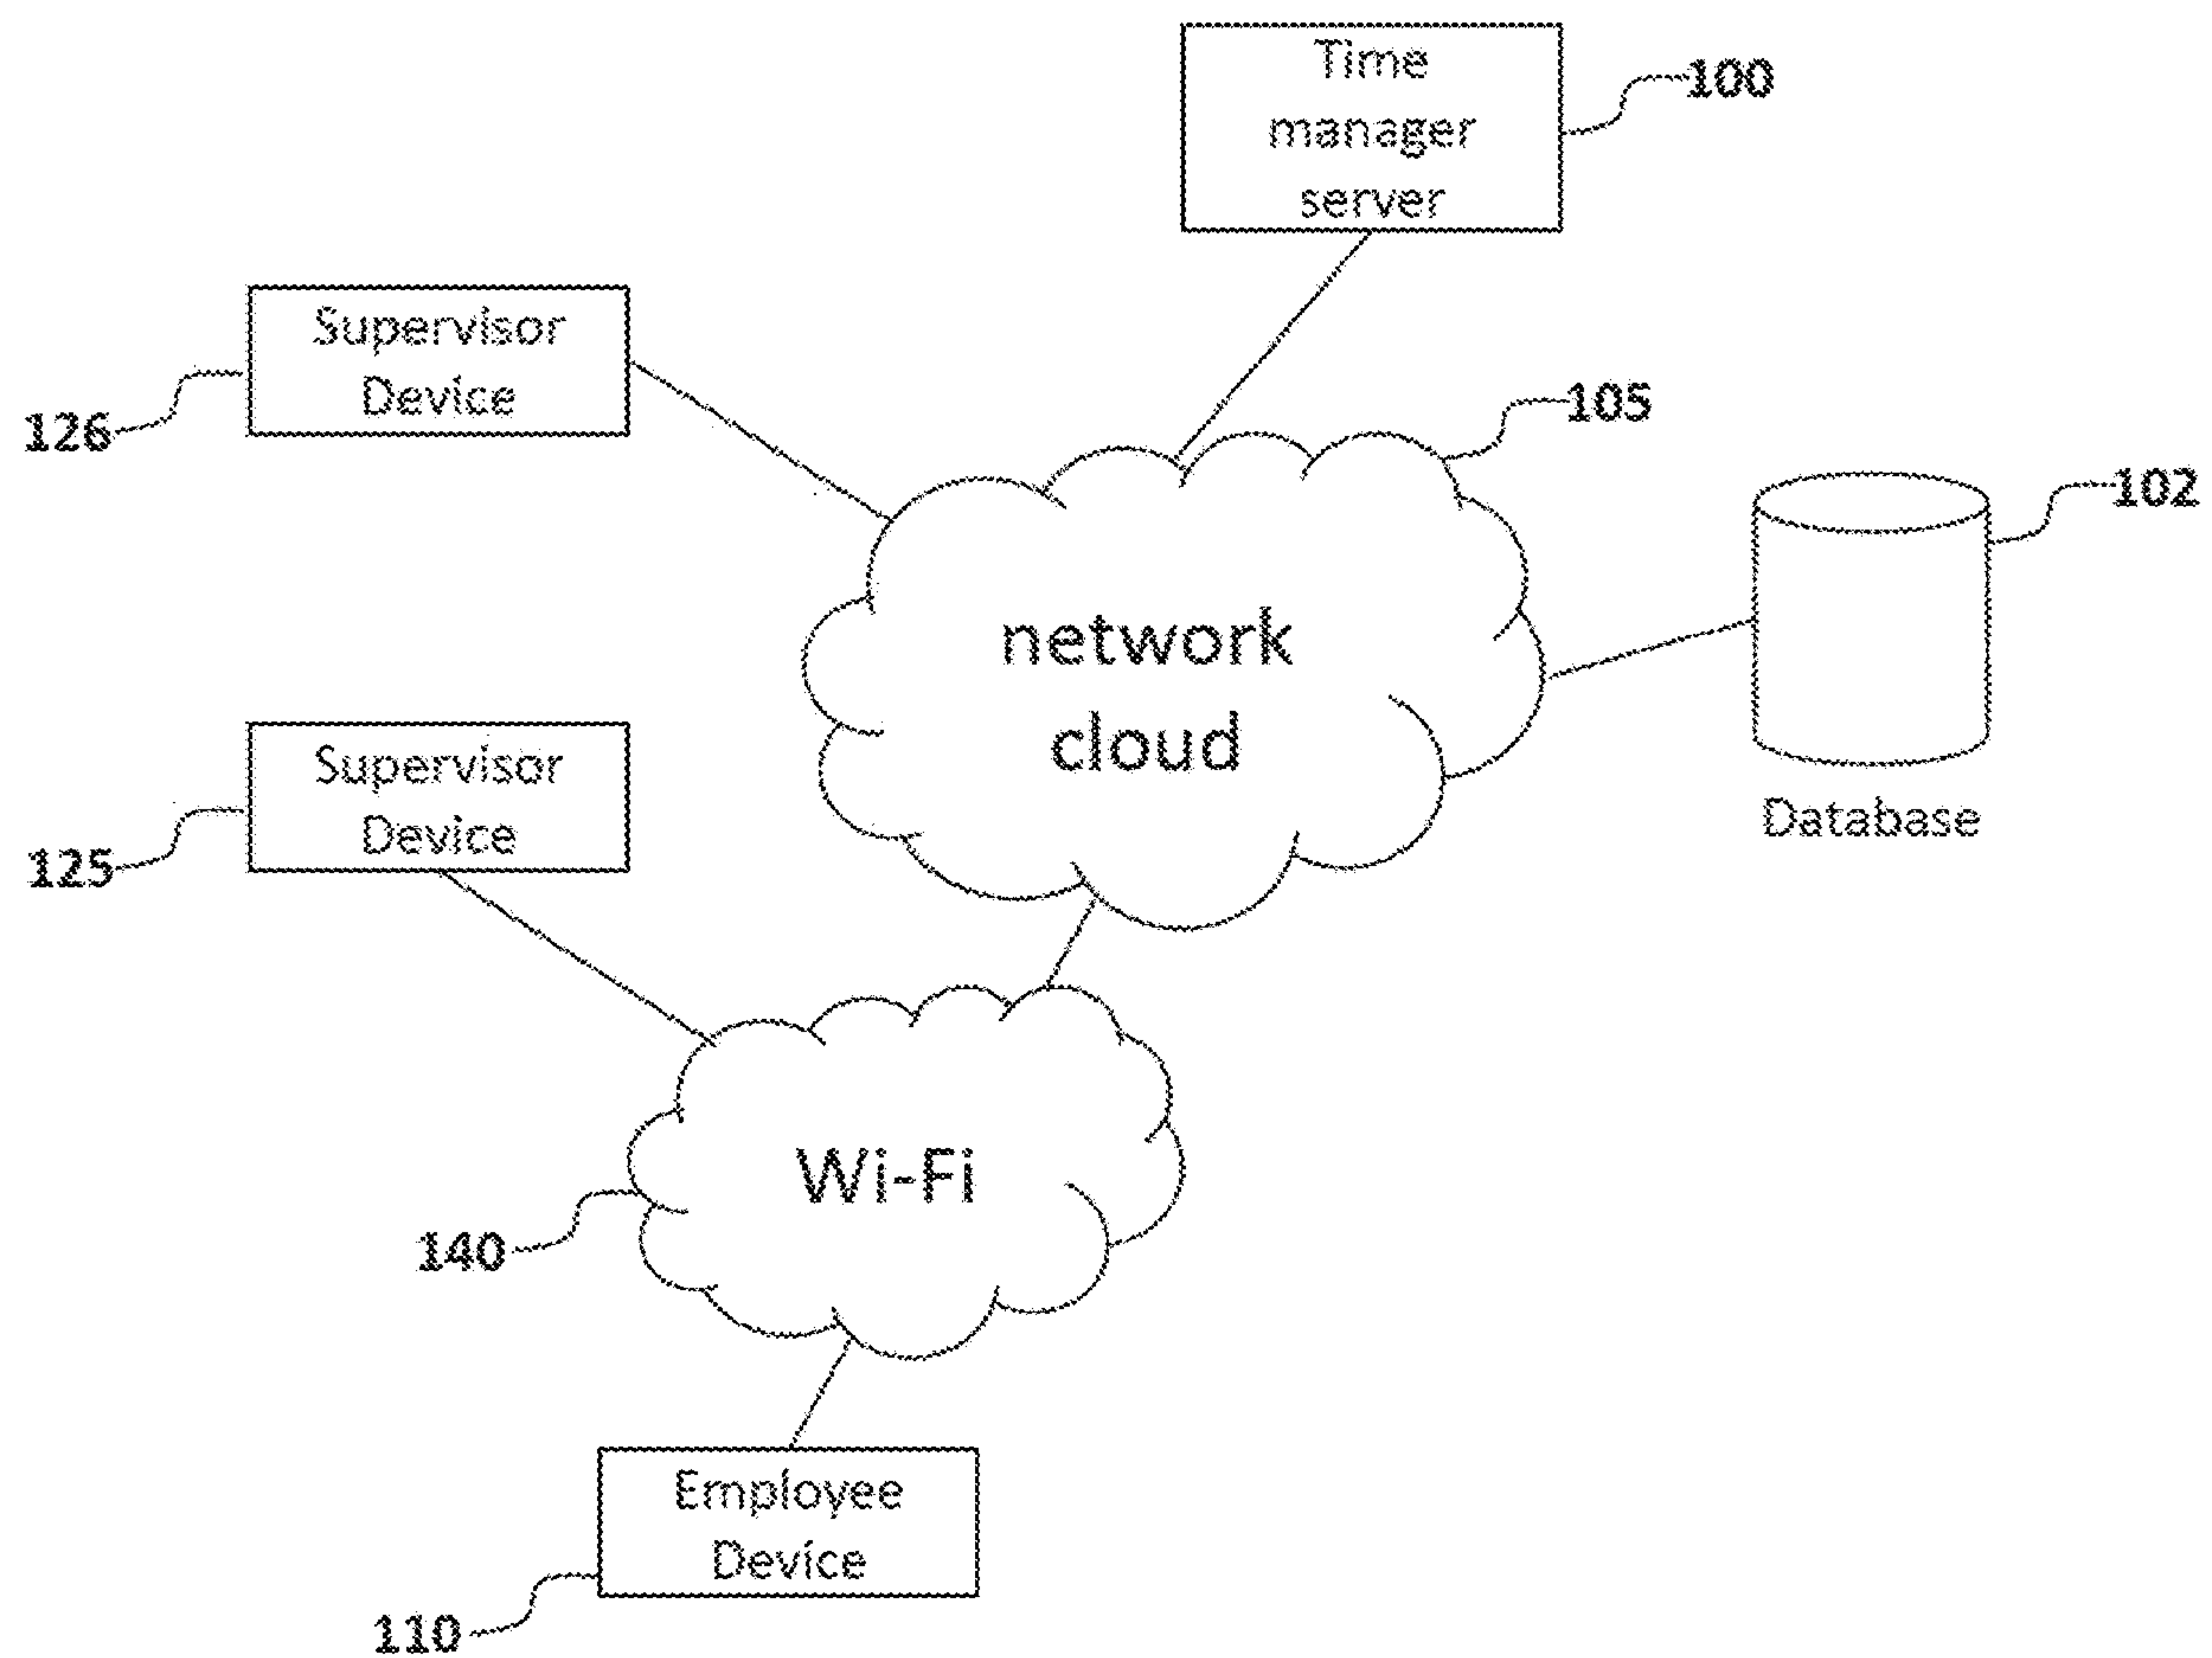 Time
manager
server
100
Supervisor
Device
126
105
102
network
cloud
Supervisor
Device
125
Database
Wi-Fi
140
Employee
Device
110